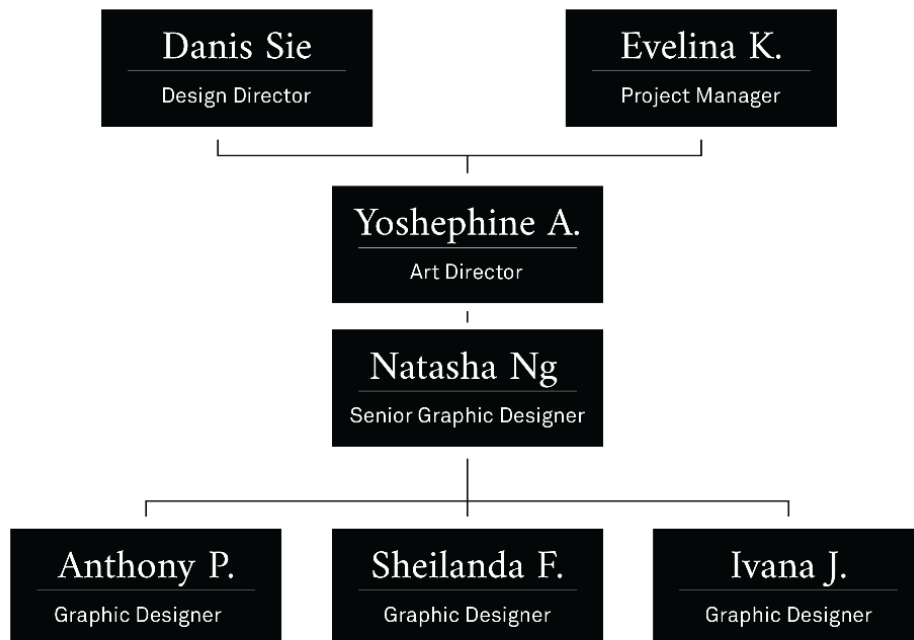 Danis Sie
Design Director
Evelina K.
Project Manager
Yoshephine A.
Art Director
Natasha Ng
Senior Graphic Designer
Anthony P.
Graphic Designer
Sheilanda F.
Graphic Designer
Ivana J.
Graphic Designer